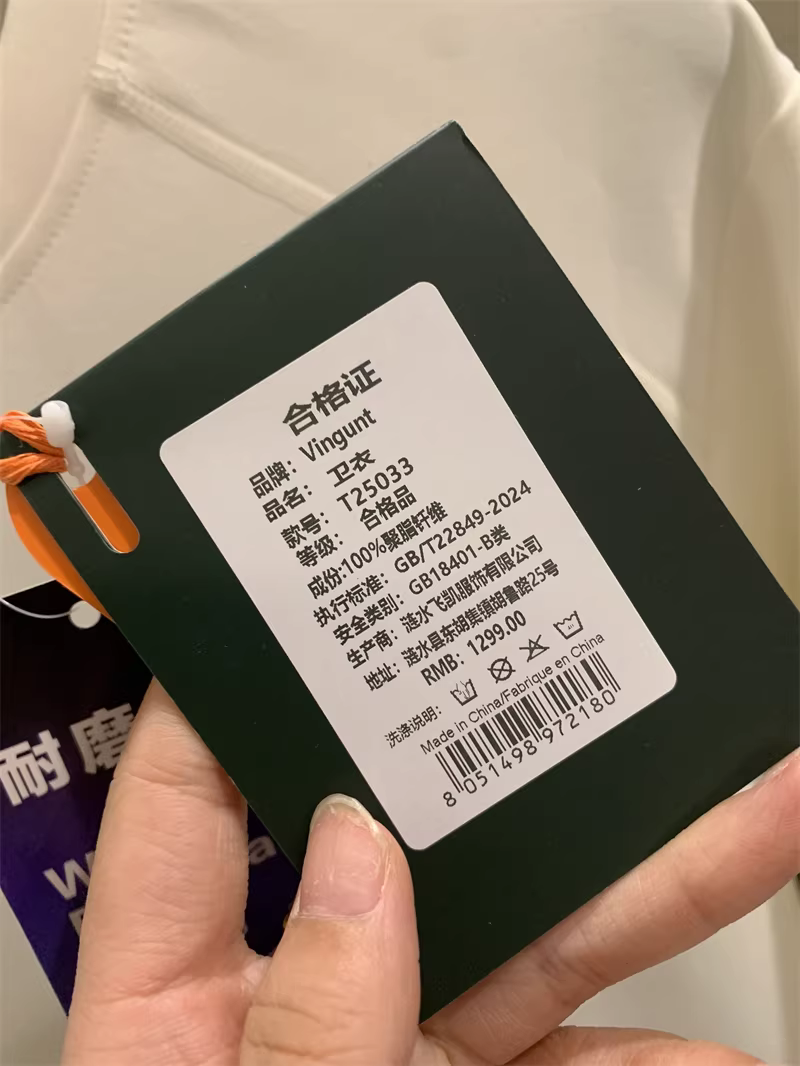 合格证
品牌：Vingunt
品名：卫衣
款号：T25033
等级：合格品
成份:100%聚脂钎维
执行标准：GB/T22849-2024
安全类别：GB18401-B类
生产商：涟水飞凯服饰有限公司
地址：涟水县东胡集镇胡鲁路25号
RMB：1299.00
洗涤说明：
Made in China/Fabrique en China
8 051498 972180
耐磨